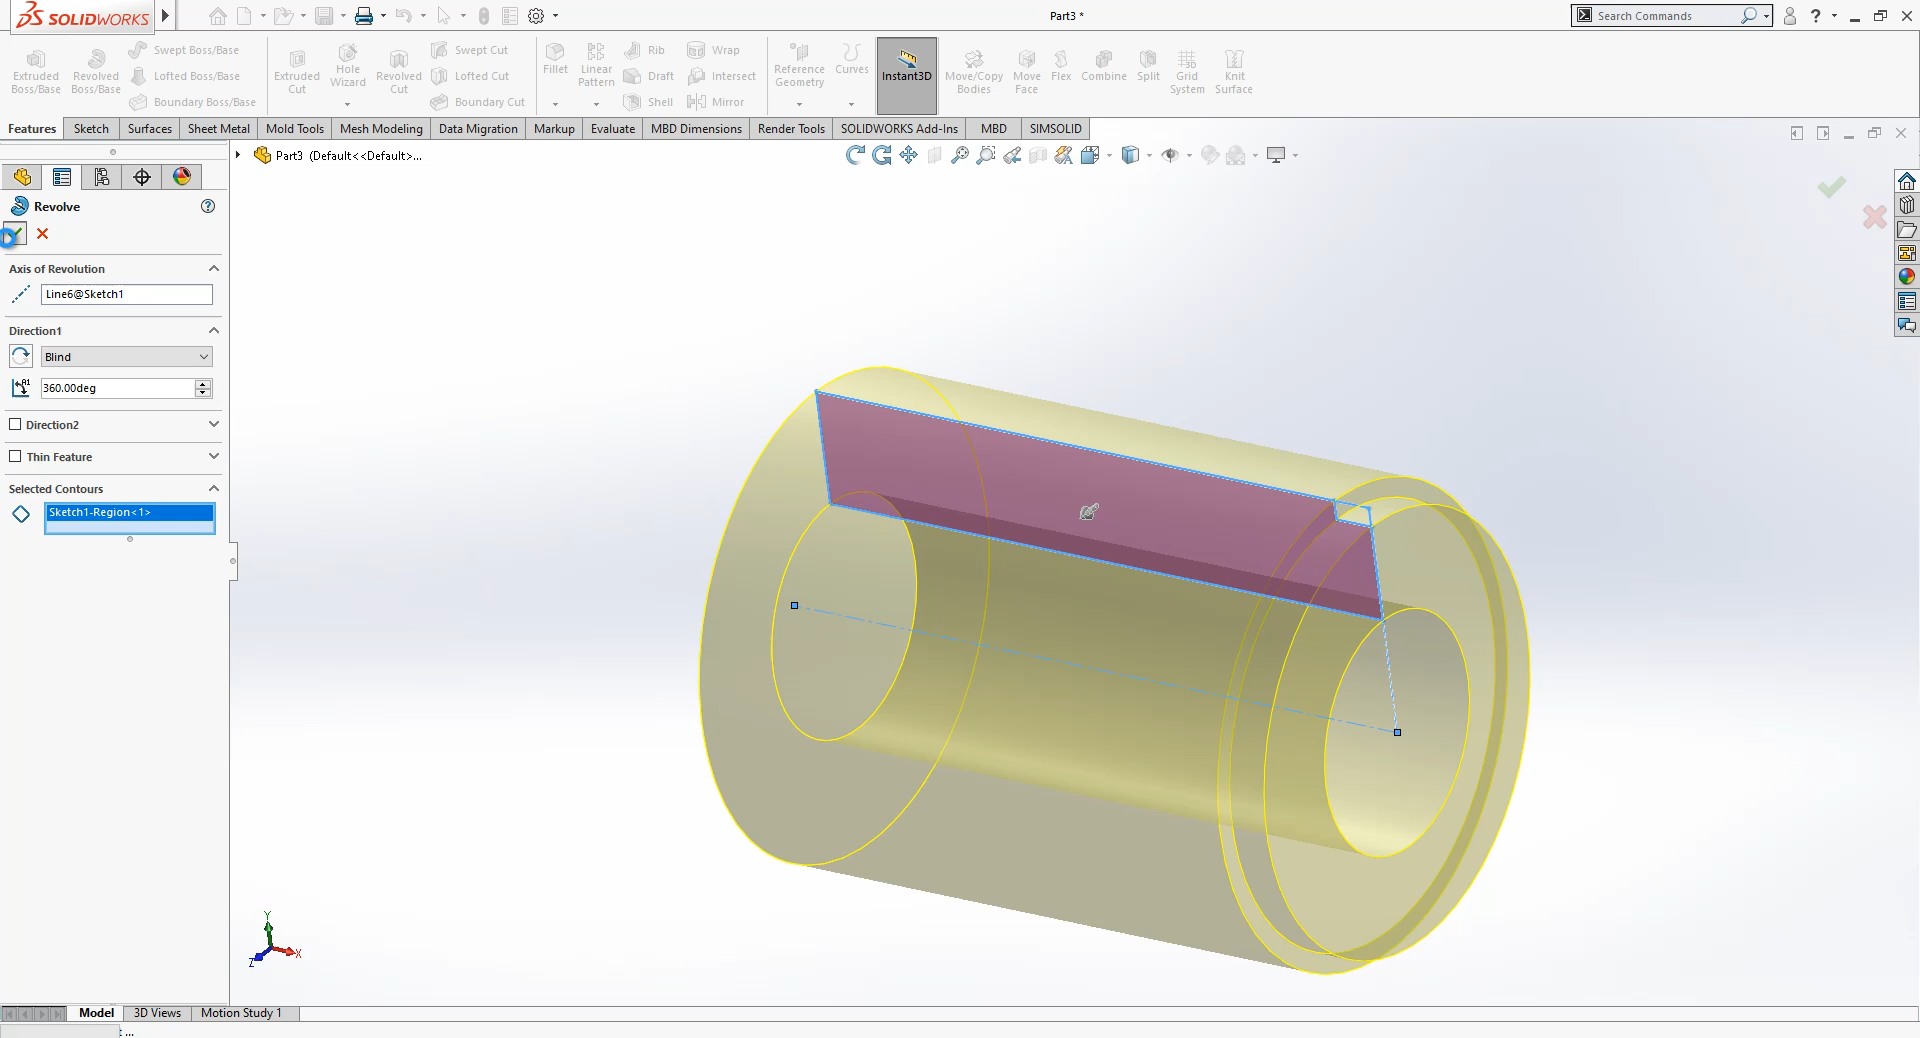 SOLIDWORKS
Part3 *
Search Commands
?
Extruded Boss/Base
Revolved Boss/Base
Swept Boss/Base
Lofted Boss/Base
Boundary Boss/Base
Extruded Cut
Hole Wizard
Revolved Cut
Swept Cut
Lofted Cut
Boundary Cut
Fillet
Linear Pattern
Rib
Draft
Shell
Wrap
Intersect
Mirror
Reference Geometry
Curves
Instant3D
Move/Copy Bodies
Move Face
Flex
Combine
Split
Grid System
Knit Surface
Features
Sketch
Surfaces
Sheet Metal
Mold Tools
Mesh Modeling
Data Migration
Markup
Evaluate
MBD Dimensions
Render Tools
SOLIDWORKS Add-Ins
MBD
SIMSOLID
Part3 (Default<<Default>...
Revolve
Axis of Revolution
Line6@Sketch1
Direction1
Blind
360.00deg
Direction2
Thin Feature
Selected Contours
Sketch1-Region<1>
Y
X
Z
Model
3D Views
Motion Study 1